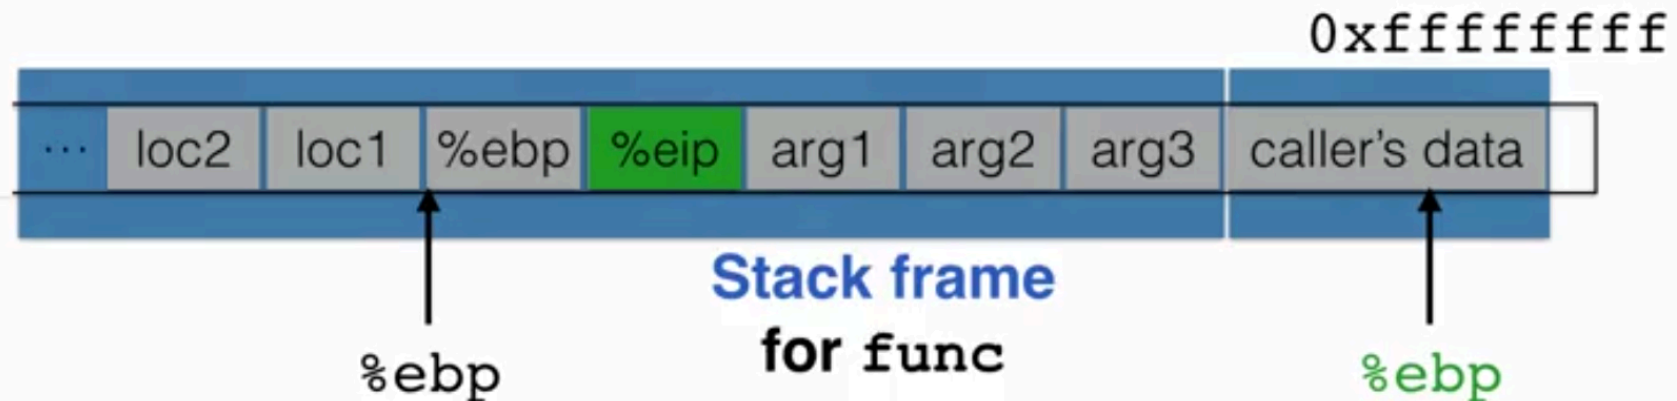 0xffffffff
... loc2 loc1 %ebp %eip arg1 arg2 arg3 caller's data
Stack frame
for func
%ebp %ebp